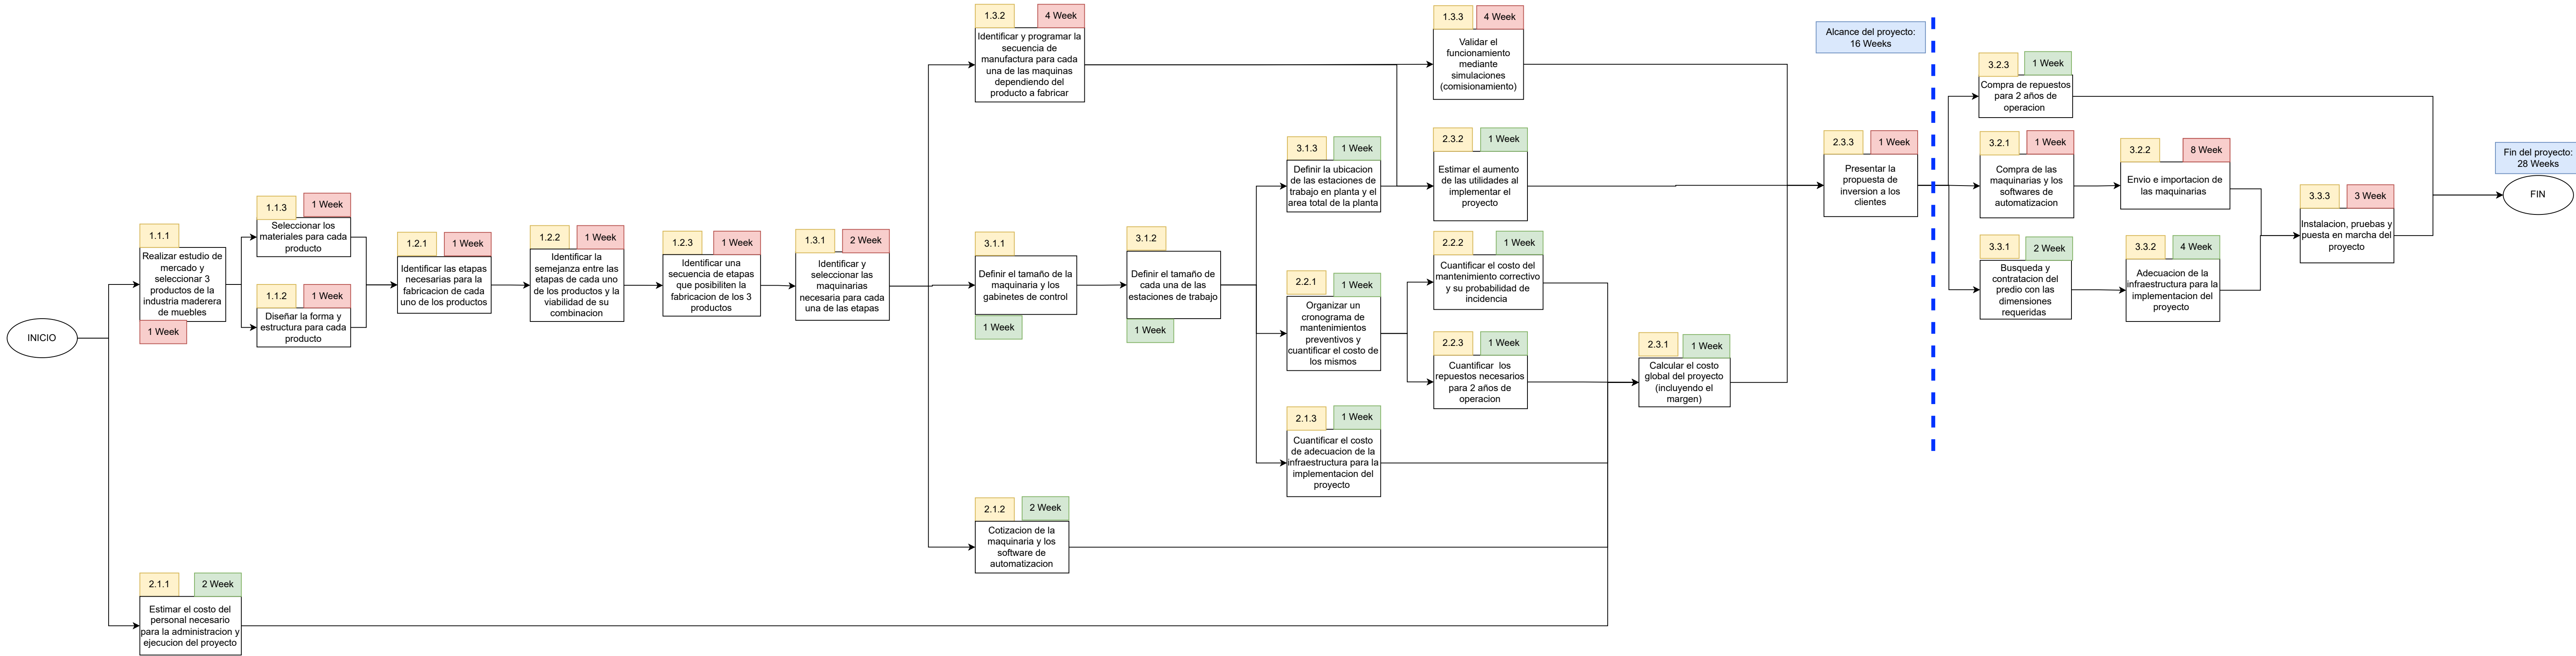 INICIO
1.1.1
Realizar estudio de
mercado y
seleccionar 3
productos de la
industria maderera
de muebles
1 Week
2.1.1
2 Week
Estimar el costo del
personal necesario
para la administracion y
ejecucion del proyecto
1.1.3
1 Week
Seleccionar los
materiales para cada
producto
1.1.2
1 Week
Diseñar la forma y
estructura para cada
producto
1.2.1
1 Week
Identificar las etapas
necesarias para la
fabricacion de cada
uno de los productos
1.2.2
1 Week
Identificar la
semejanza entre las
etapas de cada uno
de los productos y la
viabilidad de su
combinacion
1.2.3
1 Week
Identificar una
secuencia de etapas
que posibiliten la
fabricacion de los 3
productos
1.3.1
2 Week
Identificar y
seleccionar las
maquinarias
necesaria para cada
una de las etapas
1.3.2
4 Week
Identificar y programar la
secuencia de
manufactura para cada
una de las maquinas
dependiendo del
producto a fabricar
3.1.1
Definir el tamaño de la
maquinaria y los
gabinetes de control
1 Week
2.1.2
2 Week
Cotizacion de la
maquinaria y los
software de
automatizacion
3.1.2
Definir el tamaño de
cada una de las
estaciones de trabajo
1 Week
3.1.3
1 Week
Definir la ubicacion
de las estaciones de
trabajo en planta y el
area total de la planta
2.2.1
1 Week
Organizar un
cronograma de
mantenimientos
preventivos y
cuantificar el costo de
los mismos
2.1.3
1 Week
Cuantificar el costo
de adecuacion de la
infraestructura para la
implementacion del
proyecto
1.3.3
4 Week
Validar el
funcionamiento
mediante
simulaciones
(comisionamiento)
2.3.2
1 Week
Estimar el aumento
de las utilidades al
implementar el
proyecto
2.2.2
1 Week
Cuantificar el costo del
mantenimiento correctivo
y su probabilidad de
incidencia
2.2.3
1 Week
Cuantificar los
repuestos necesarios
para 2 años de
operacion
2.3.1
1 Week
Calcular el costo
global del proyecto
(incluyendo el
margen)
Alcance del proyecto:
16 Weeks
2.3.3
1 Week
Presentar la
propuesta de
inversion a los
clientes
3.2.3
1 Week
Compra de repuestos
para 2 años de
operacion
3.2.1
1 Week
Compra de las
maquinarias y los
softwares de
automatizacion
3.3.1
2 Week
Busqueda y
contratacion del
predio con las
dimensiones
requeridas
3.2.2
8 Week
Envio e importacion de
las maquinarias
3.3.2
4 Week
Adecuacion de la
infraestructura para la
implementacion del
proyecto
3.3.3
3 Week
Instalacion, pruebas y
puesta en marcha del
proyecto
Fin del proyecto:
28 Weeks
FIN